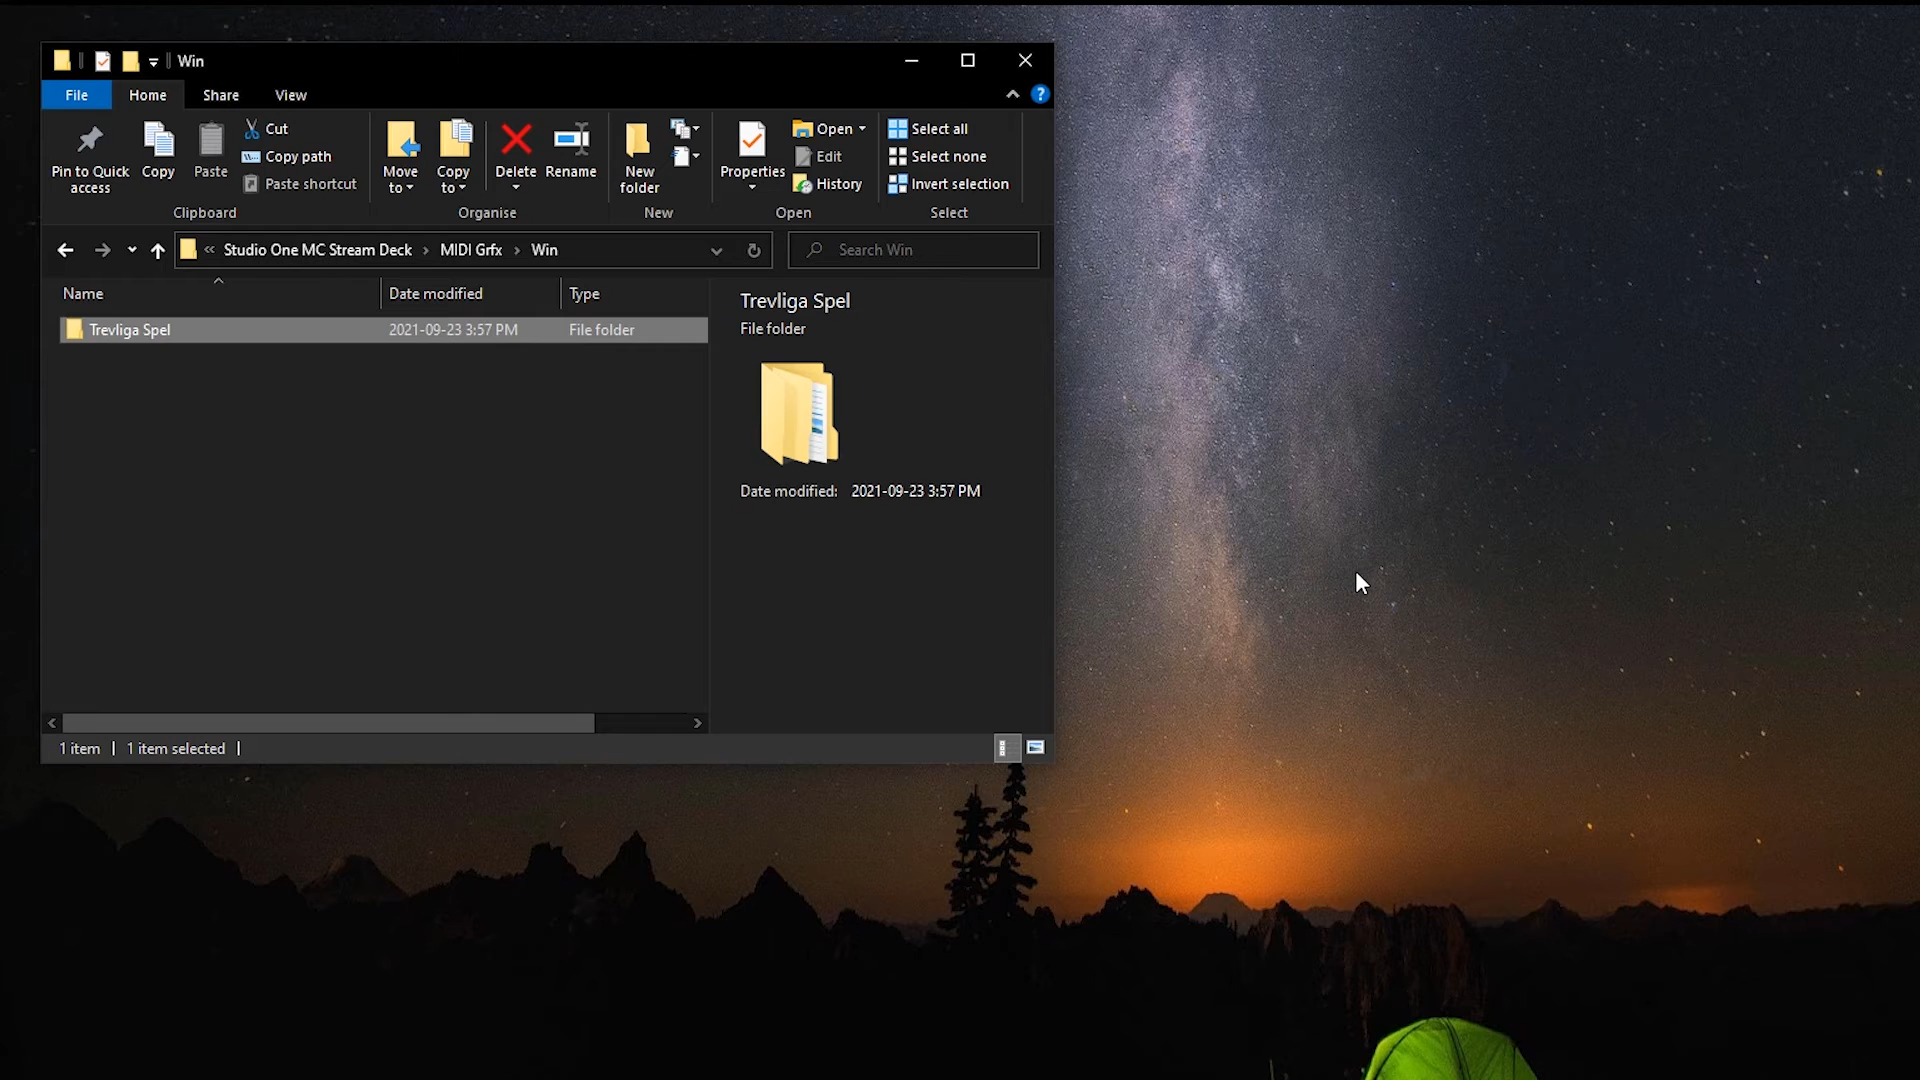 Win
File Home Share View
?
Pin to Quick access
Copy
Paste
Cut
Copy path
Paste shortcut
Clipboard
Move to
Copy to
Delete
Rename
Organise
New folder
New
Properties
Open
Edit
History
Open
Select all
Select none
Invert selection
Select
« Studio One MC Stream Deck › MIDI Grfx › Win
Search Win
Name Date modified Type
Trevliga Spel 2021-09-23 3:57 PM File folder
Trevliga Spel
File folder
Date modified: 2021-09-23 3:57 PM
1 item | 1 item selected |